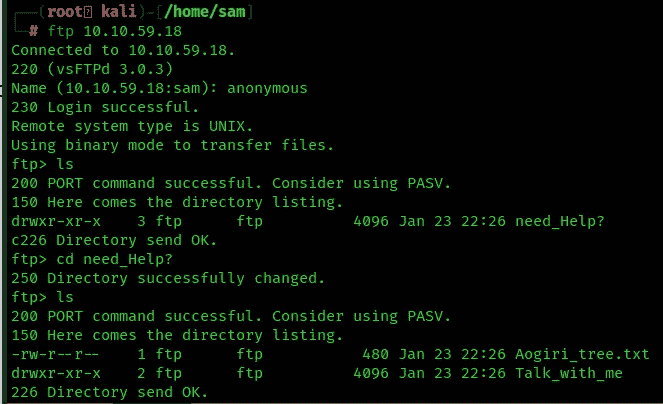 (root kali)-[/home/sam]
# ftp 10.10.59.18
Connected to 10.10.59.18.
220 (vsFTPd 3.0.3)
Name (10.10.59.18:sam): anonymous
230 Login successful.
Remote system type is UNIX.
Using binary mode to transfer files.
ftp> ls
200 PORT command successful. Consider using PASV.
150 Here comes the directory listing.
drwxr-xr-x 3 ftp ftp 4096 Jan 23 22:26 need_Help?
c226 Directory send OK.
ftp> cd need_Help?
250 Directory successfully changed.
ftp> ls
200 PORT command successful. Consider using PASV.
150 Here comes the directory listing.
-rw-r--r-- 1 ftp ftp 480 Jan 23 22:26 Aogiri_tree.txt
drwxr-xr-x 2 ftp ftp 4096 Jan 23 22:26 Talk_with_me
226 Directory send OK.